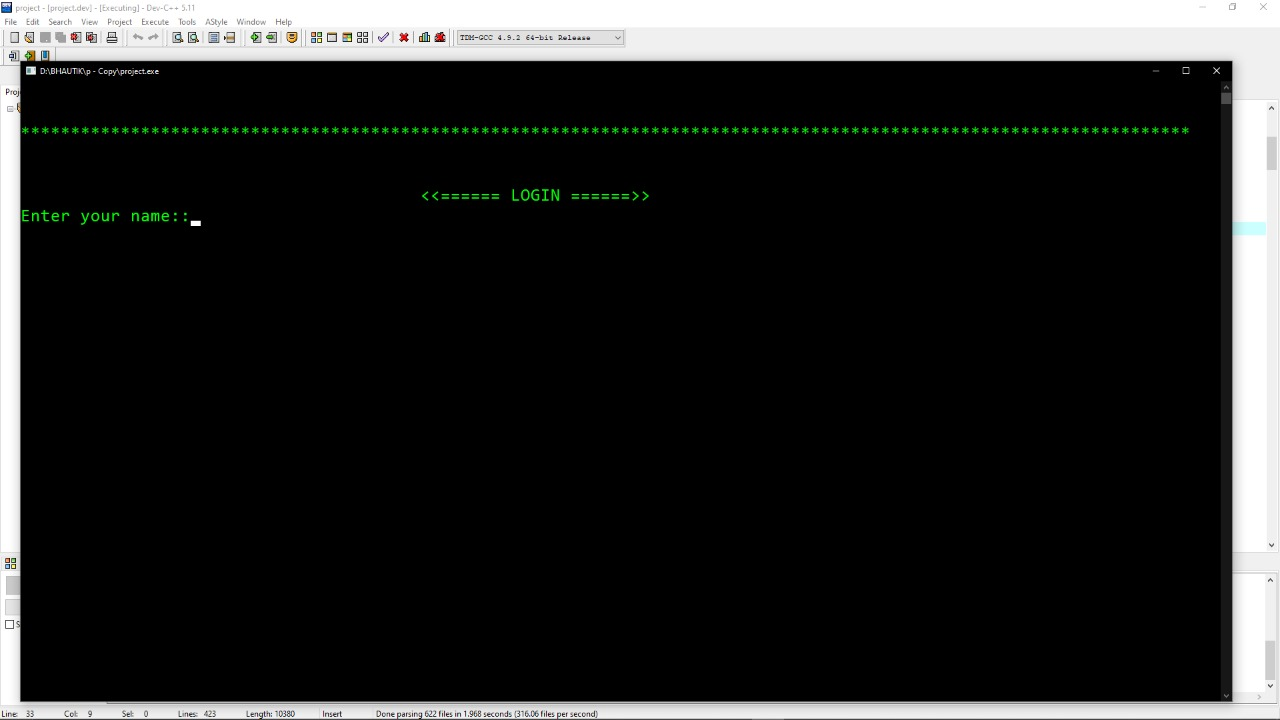 project - [project.dev] - [Executing] - Dev-C++ 5.11
File Edit Search View Project Execute Tools AStyle Window Help
TDM-GCC 4.9.2 64-bit Release
D:\BHAUTIK\p - Copy\project.exe
*********************************************************************************************************************
<<====== LOGIN ======>>
Enter your name::
Line: 33 Col: 9 Sel: 0 Lines: 423 Length: 10380 Insert Done parsing 622 files in 1.968 seconds (316.06 files per second)